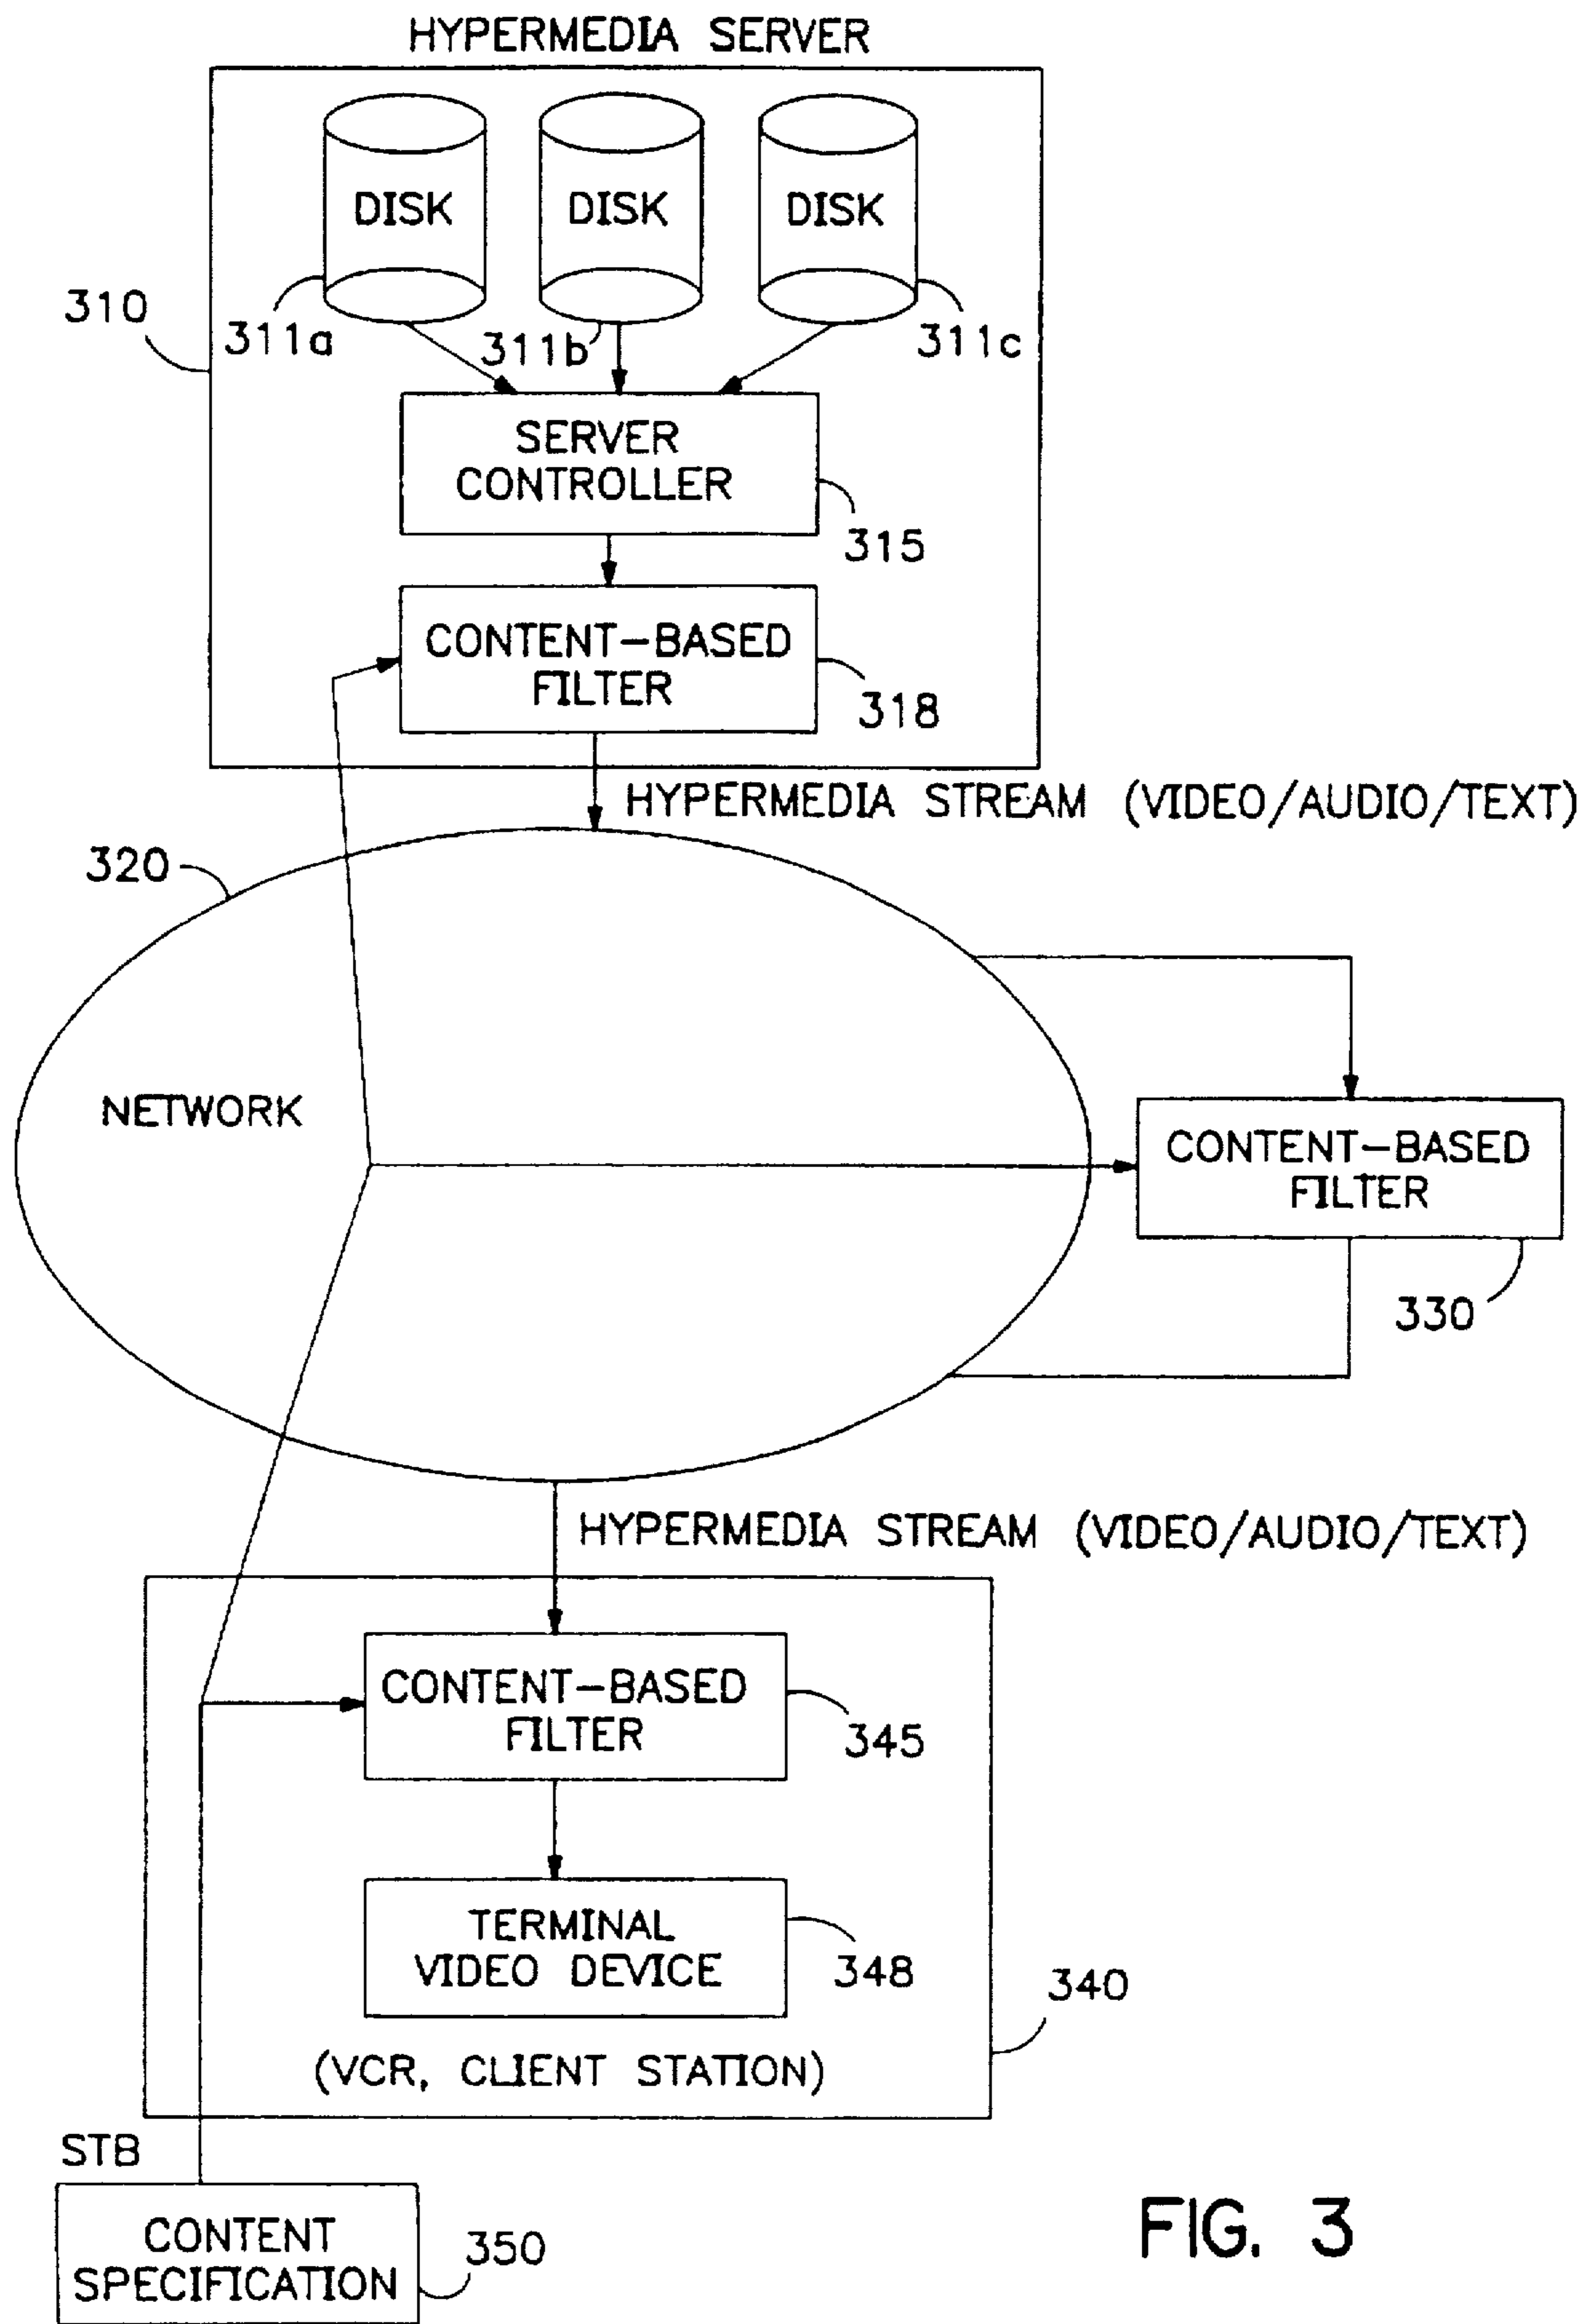 HYPERMEDIA SERVER
DISK
DISK
DISK
310
311a
311b
311c
SERVER
CONTROLLER
315
CONTENT-BASED
FILTER
318
HYPERMEDIA STREAM (VIDEO/AUDIO/TEXT)
320
NETWORK
CONTENT-BASED
FILTER
330
HYPERMEDIA STREAM (VIDEO/AUDIO/TEXT)
CONTENT-BASED
FILTER
345
TERMINAL
VIDEO DEVICE
348
340
(VCR, CLIENT STATION)
STB
CONTENT
SPECIFICATION
350
FIG. 3